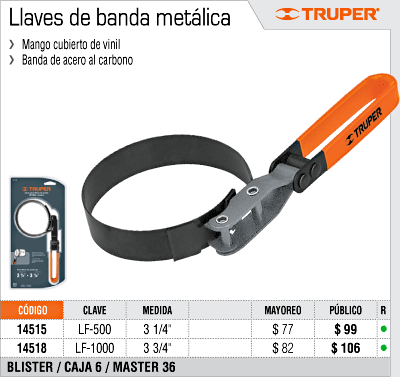 Llaves de banda metálica
TRUPER®
❯ Mango cubierto de vinil
❯ Banda de acero al carbono
TRUPER
TRUPER
CÓDIGO CLAVE MEDIDA MAYOREO PÚBLICO R
14515 LF-500 3 1/4" $ 77 $ 99 ●
14518 LF-1000 3 3/4" $ 82 $ 106 ●
BLISTER / CAJA 6 / MASTER 36